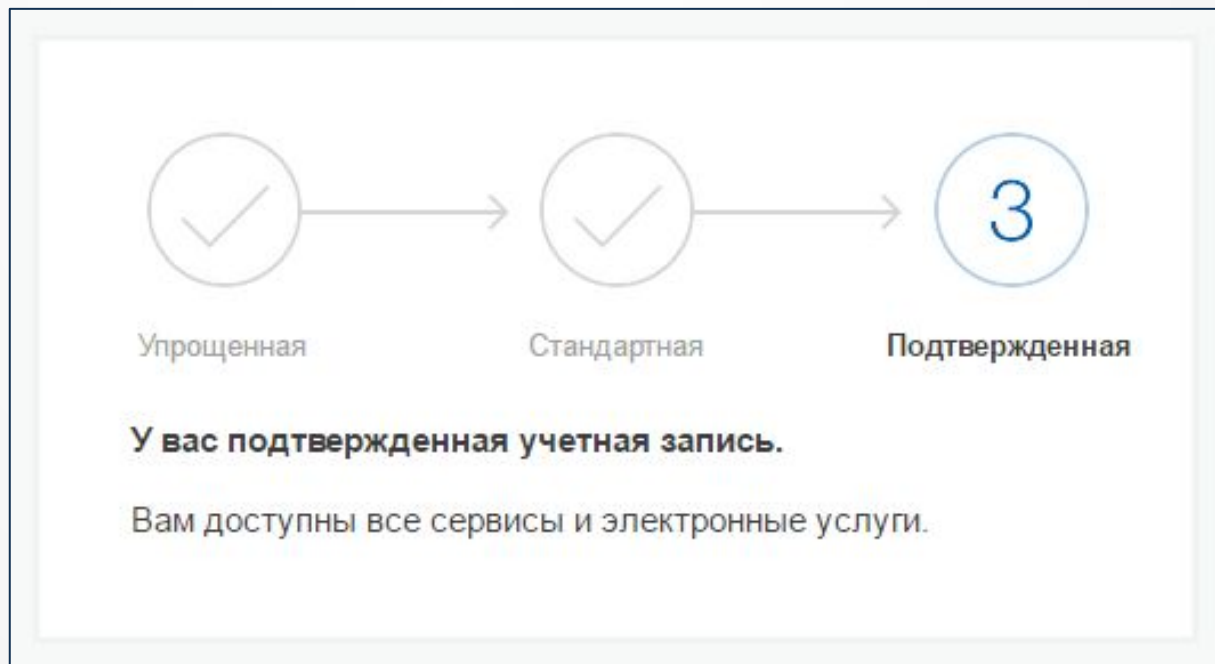 3
Упрощенная Стандартная Подтвержденная
У вас подтвержденная учетная запись.
Вам доступны все сервисы и электронные услуги.